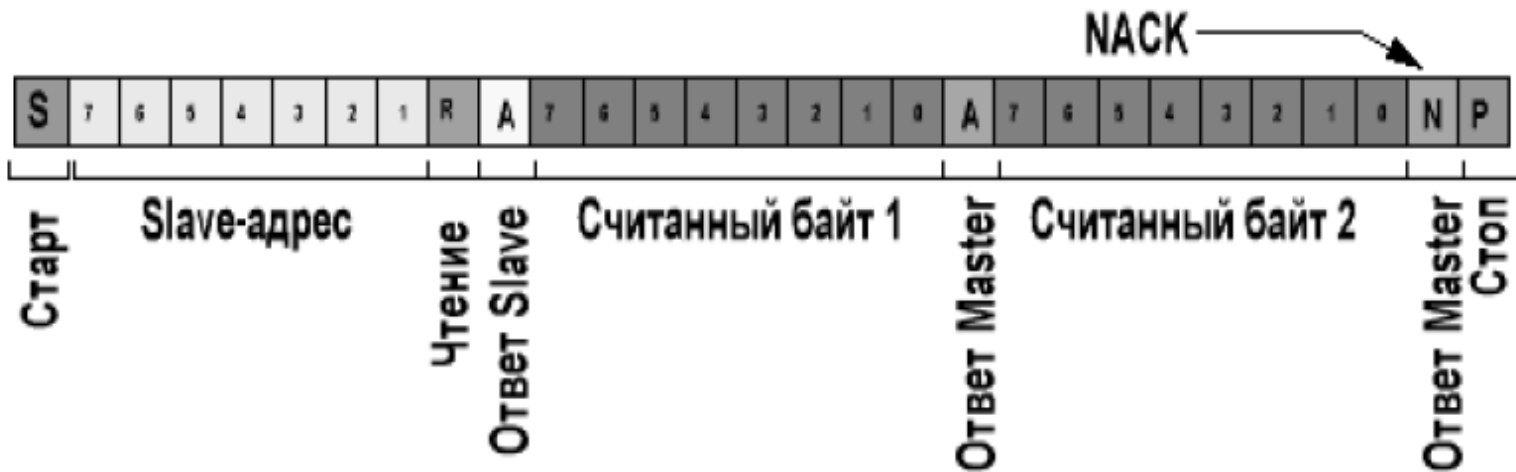 NACK
S 7 6 5 4 3 2 1 R A 7 6 5 4 3 2 1 0 A 7 6 5 4 3 2 1 0 N P
Старт
Slave-адрес
Чтение
Ответ Slave
Считанный байт 1
Ответ Master
Считанный байт 2
Ответ Master
Стоп